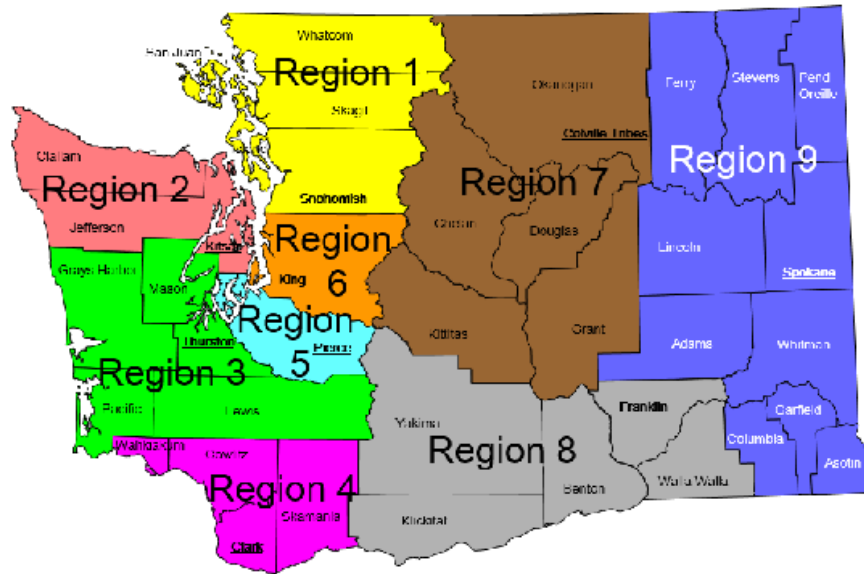 Whatcom
San Juan
Region 1
Skagit
Snohomish
Okanogan
Colville Tribes
Ferry
Stevens
Pend
Oreille
Region 9
Clallam
Region 2
Jefferson
Kitsap
Region 7
Chelan
Douglas
Lincoln
Spokane
Grays Harbor
Mason
King
Region
6
Region
5
Pierce
Thurston
Region 3
Kittitas
Grant
Adams
Whitman
Pacific
Lewis
Yakima
Region 8
Franklin
Garfield
Columbia
Asotin
Wahkiakum
Cowlitz
Region 4
Skamania
Clark
Klickitat
Benton
Walla Walla